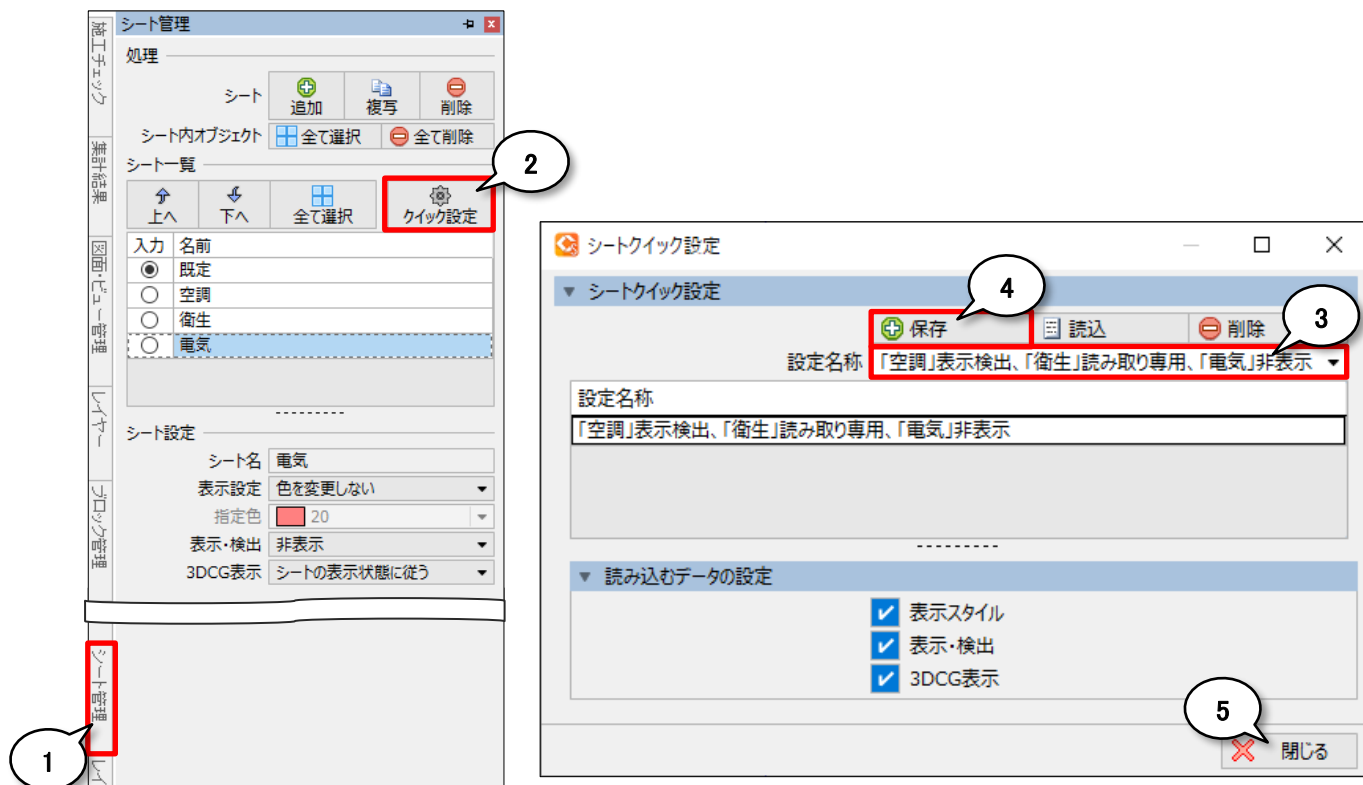 シート管理
処理
シート
追加
複写
削除
シート内オブジェクト
全て選択
全て削除
シート一覧
上へ
下へ
全て選択
クイック設定
2
入力 名前
既定
空調
衛生
電気
シート設定
シート名 電気
表示設定 色を変更しない
指定色 20
表示・検出 非表示
3DCG表示 シートの表示状態に従う
施工チェック
集計結果
図面・ビュー管理
レイヤー
ブロック管理
シート管理
レイ
1
シートクイック設定
シートクイック設定
4
保存
読込
削除
3
設定名称 「空調」表示検出、「衛生」読み取り専用、「電気」非表示
設定名称
「空調」表示検出、「衛生」読み取り専用、「電気」非表示
読み込むデータの設定
表示スタイル
表示・検出
3DCG表示
5
閉じる